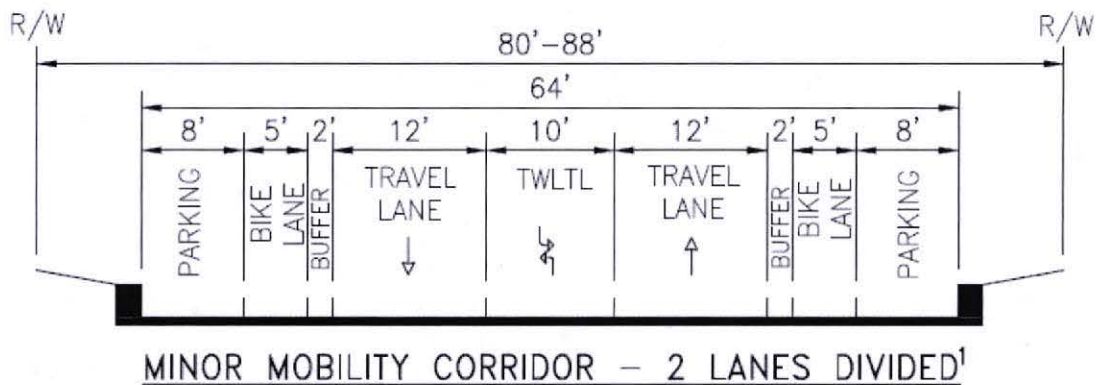 R/W R/W
80'-88'
64'
8' 5' 2' 12' 10' 12' 2' 5' 8'
PARKING
BIKE
LANE
BUFFER
TRAVEL
LANE
TWLTL
TRAVEL
LANE
BUFFER
BIKE
LANE
PARKING
MINOR MOBILITY CORRIDOR - 2 LANES DIVIDED¹